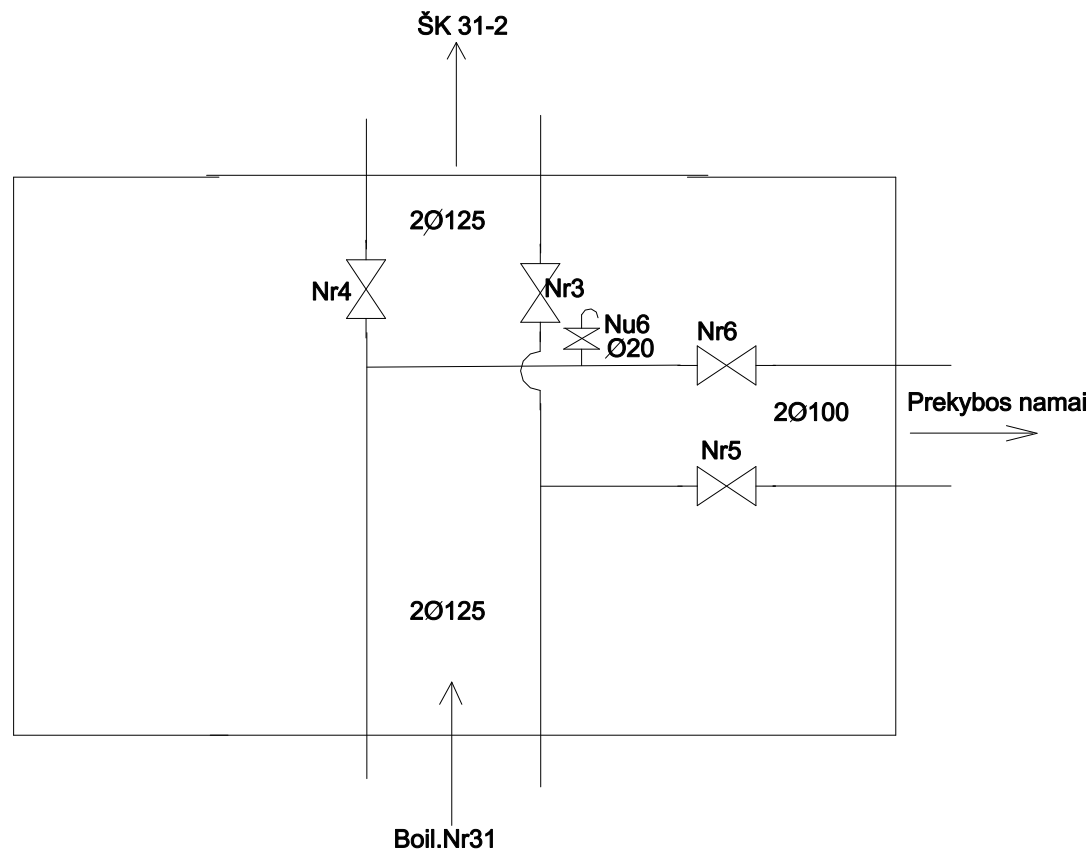 ŠK 31-2
2Ø125
Nr4
Nr3
Nu6
Ø20
Nr6
2Ø100
Prekybos namai
Nr5
2Ø125
Boil.Nr31